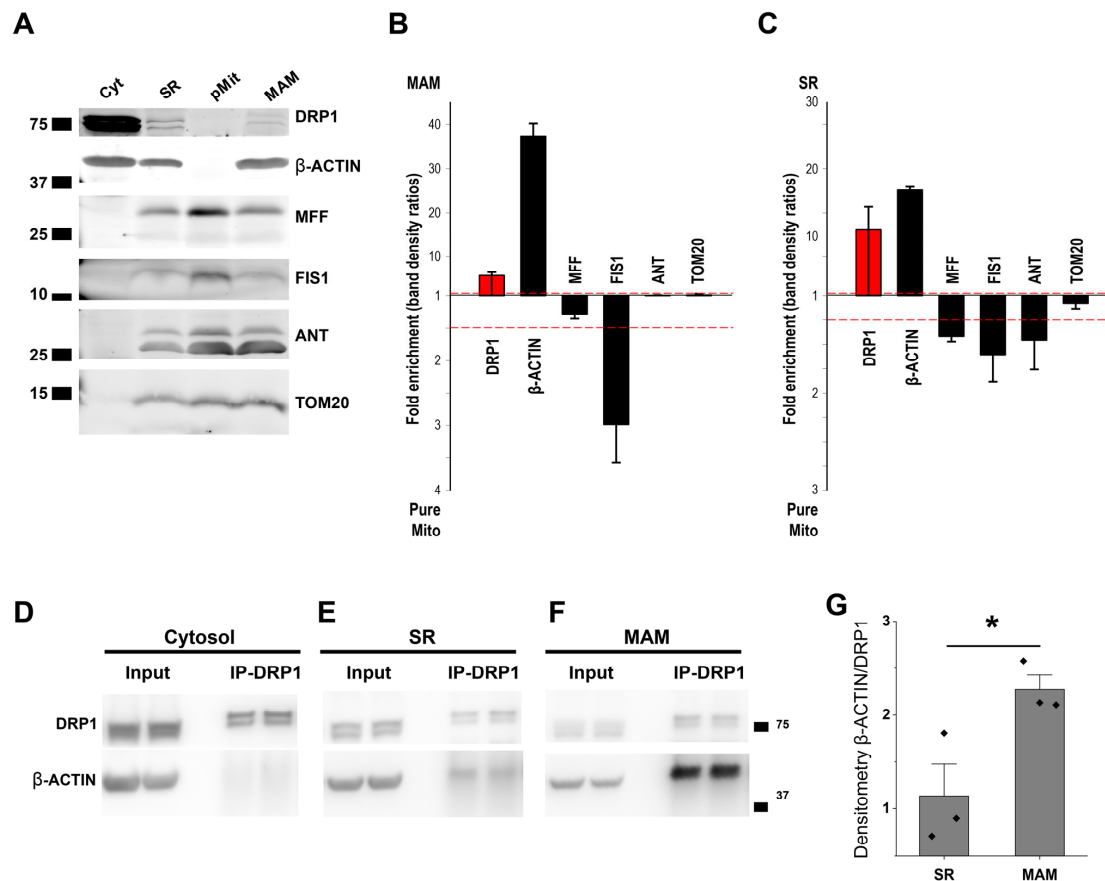 A
Cyt SR pMit MAM
75 DRP1
β-ACTIN
37
MFF
25
FIS1
10
ANT
25
15
TOM20
B
MAM
Fold enrichment (band density ratios)
40
30
20
10
1
2
3
4
DRP1
β-ACTIN
MFF
FIS1
ANT
TOM20
Pure
Mito
C
SR
Fold enrichment (band density ratios)
30
20
10
1
2
3
DRP1
β-ACTIN
MFF
FIS1
ANT
TOM20
Pure
Mito
D E F
Cytosol SR MAM
Input IP-DRP1 Input IP-DRP1 Input IP-DRP1
DRP1 75
β-ACTIN 37
G
Densitometry β-ACTIN/DRP1
3
*
2
1
SR MAM